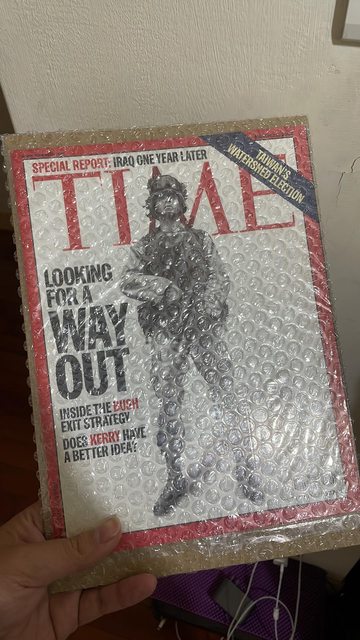 SPECIAL REPORT: IRAQ ONE YEAR LATER
TAIWAN'S
WATERSHED ELECTION
TIME
LOOKING
FOR A
WAY
OUT
INSIDE THE BUSH
EXIT STRATEGY
DOES KERRY HAVE
A BETTER IDEA?